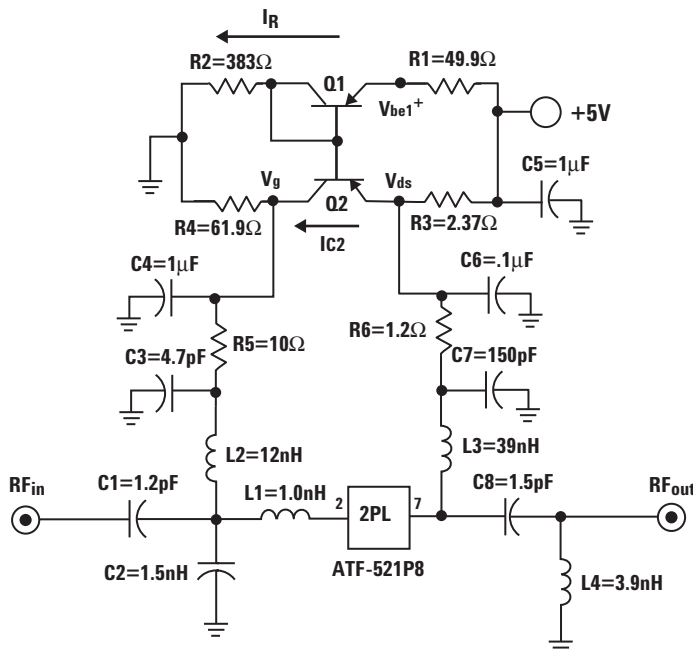 I_R
R2=383Ω
Q1
R1=49.9Ω
V_be1⁺
+5V
C5=1μF
V_g
V_ds
R4=61.9Ω
Q2
R3=2.37Ω
I_C2
C4=1μF
C6=.1μF
R5=10Ω
R6=1.2Ω
C3=4.7pF
C7=150pF
L2=12nH
L3=39nH
RF_in
C1=1.2pF
L1=1.0nH
2
2PL
7
C8=1.5pF
RF_out
C2=1.5nH
ATF-521P8
L4=3.9nH